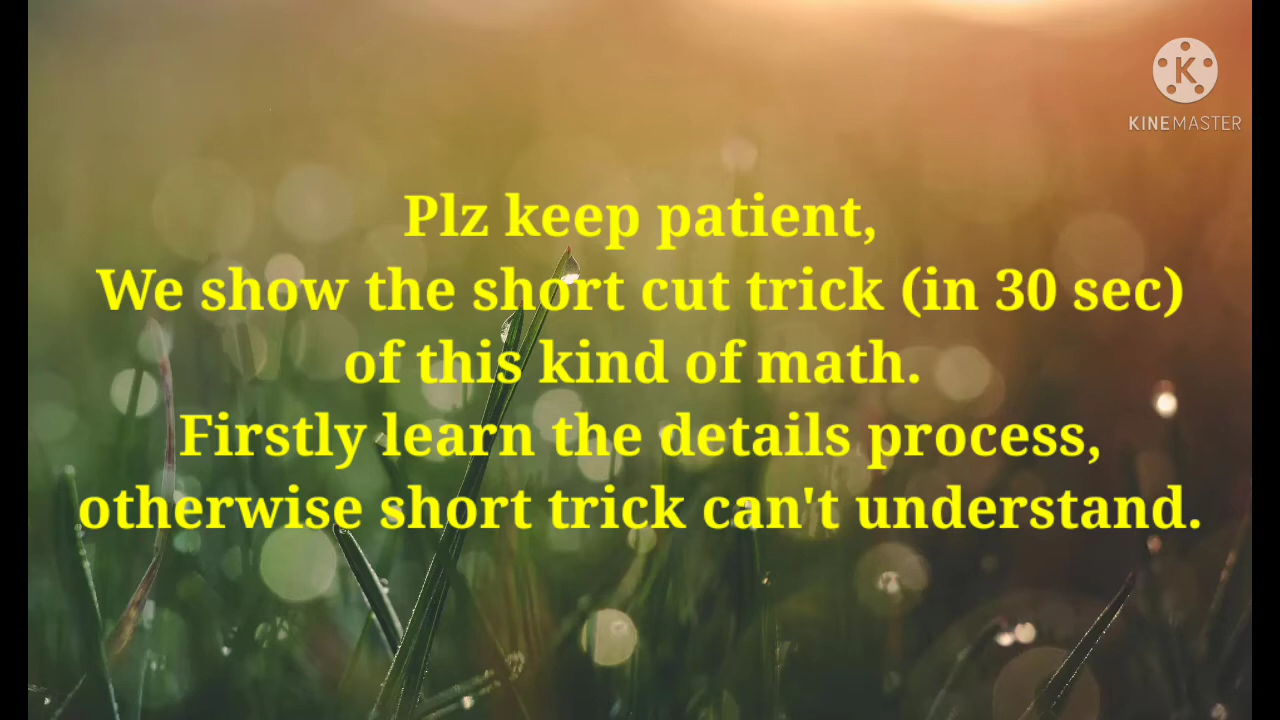 KINEMASTER
Plz keep patient,
We show the short cut trick (in 30 sec)
of this kind of math.
Firstly learn the details process,
otherwise short trick can't understand.